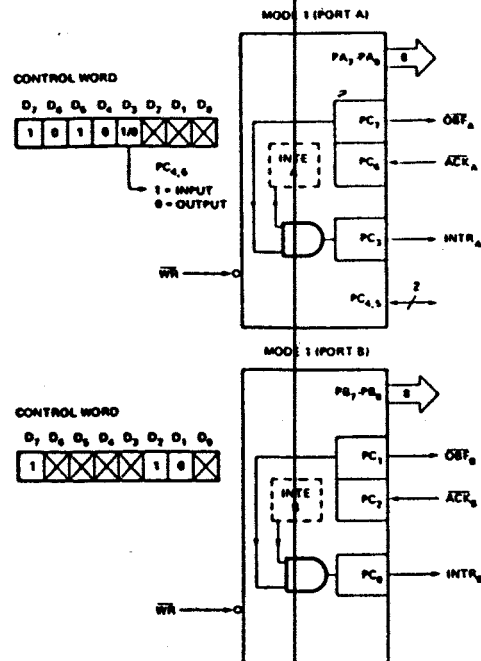 MODE 1 (PORT A)
PA7-PA0
8
CONTROL WORD
D7 D6 D5 D4 D3 D2 D1 D0
1 0 1 0 1/0
PC4,5
1 = INPUT
0 = OUTPUT
PC7
OBFA
INTE
A
PC6
ACKA
PC3
INTRA
WR
PC4,5
2
MODE 1 (PORT B)
PB7-PB0
8
CONTROL WORD
D7 D6 D5 D4 D3 D2 D1 D0
1 1 0
PC1
OBFB
INTE
B
PC2
ACKB
PC0
INTRB
WR